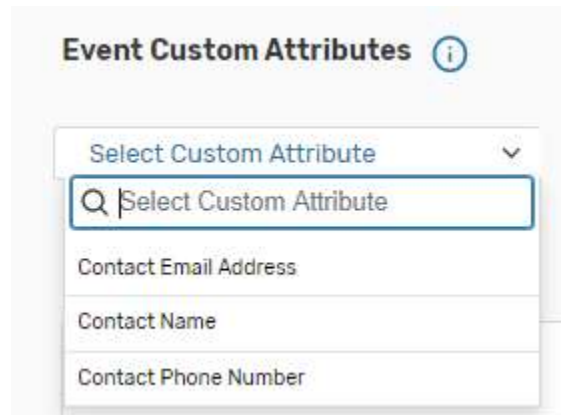 Event Custom Attributes
Select Custom Attribute
Select Custom Attribute
Contact Email Address
Contact Name
Contact Phone Number